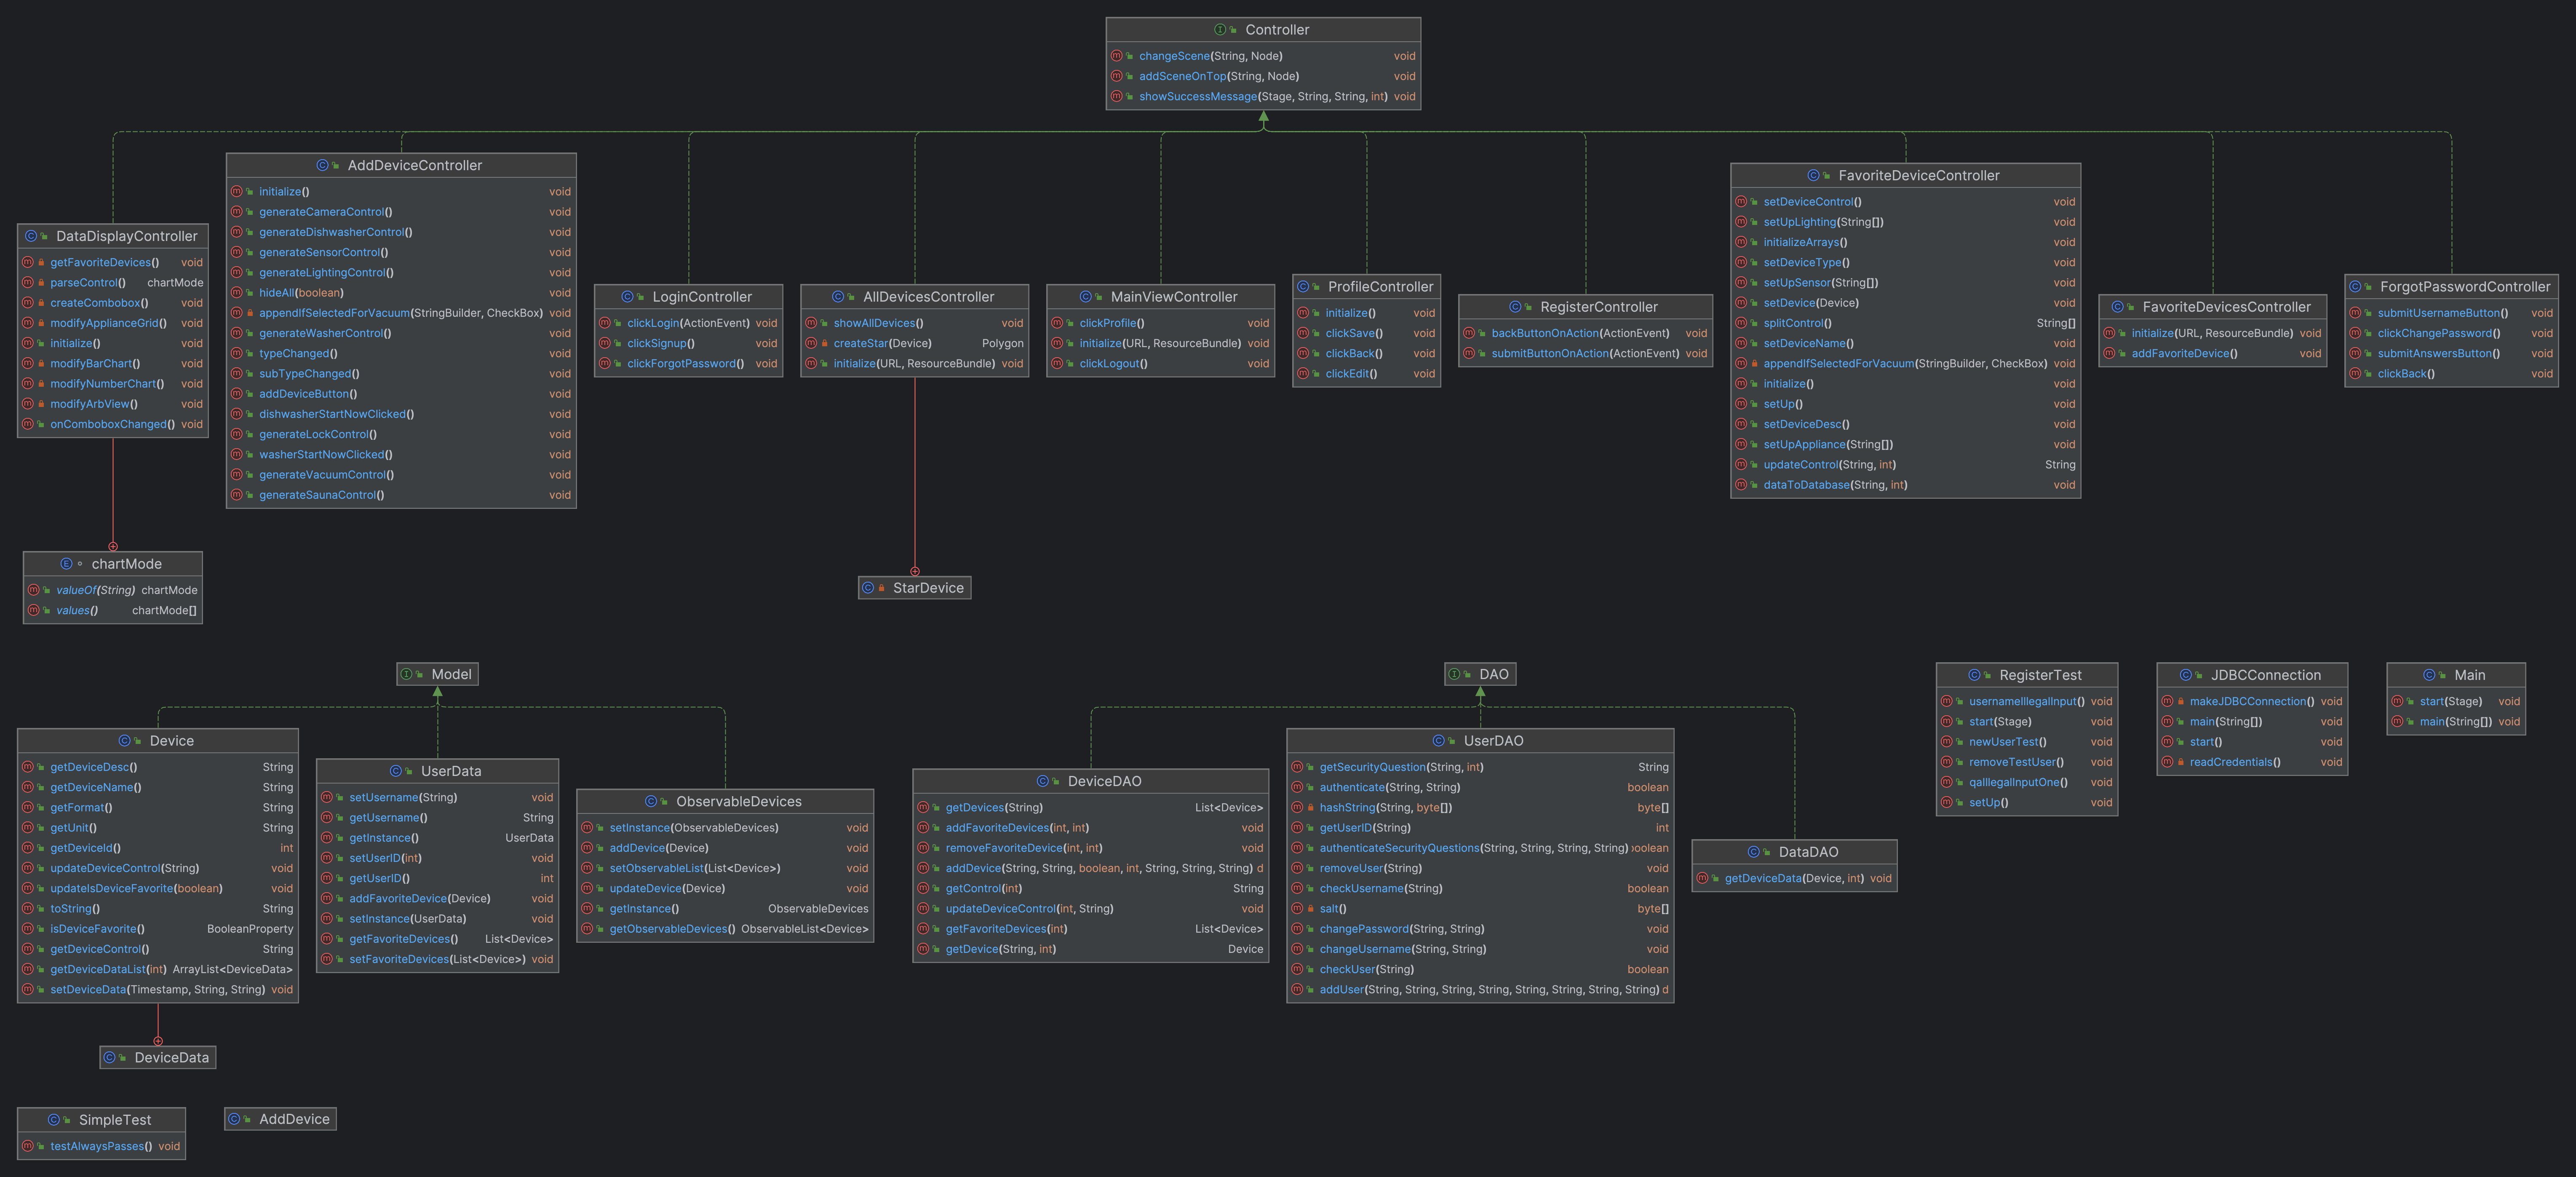 Controller
changeScene(String, Node) void
addSceneOnTop(String, Node) void
showSuccessMessage(Stage, String, String, int) void
DataDisplayController
getFavoriteDevices() void
parseControl() chartMode
createCombobox() void
modifyApplianceGrid() void
initialize() void
modifyBarChart() void
modifyNumberChart() void
modifyArbView() void
onComboboxChanged() void
AddDeviceController
initialize() void
generateCameraControl() void
generateDishwasherControl() void
generateSensorControl() void
generateLightingControl() void
hideAll(boolean) void
appendIfSelectedForVacuum(StringBuilder, CheckBox) void
generateWasherControl() void
typeChanged() void
subTypeChanged() void
addDeviceButton() void
dishwasherStartNowClicked() void
generateLockControl() void
washerStartNowClicked() void
generateVacuumControl() void
generateSaunaControl() void
LoginController
clickLogin(ActionEvent) void
clickSignup() void
clickForgotPassword() void
AllDevicesController
showAllDevices() void
createStar(Device) Polygon
initialize(URL, ResourceBundle) void
MainViewController
clickProfile() void
initialize(URL, ResourceBundle) void
clickLogout() void
ProfileController
initialize() void
clickSave() void
clickBack() void
clickEdit() void
RegisterController
backButtonOnAction(ActionEvent) void
submitButtonOnAction(ActionEvent) void
FavoriteDeviceController
setDeviceControl() void
setUpLighting(String[]) void
initializeArrays() void
setDeviceType() void
setUpSensor(String[]) void
setDevice(Device) void
splitControl() String[]
setDeviceName() void
appendIfSelectedForVacuum(StringBuilder, CheckBox) void
initialize() void
setUp() void
setDeviceDesc() void
setUpAppliance(String[]) void
updateControl(String, int) String
dataToDatabase(String, int) void
FavoriteDevicesController
initialize(URL, ResourceBundle) void
addFavoriteDevice() void
ForgotPasswordController
submitUsernameButton() void
clickChangePassword() void
submitAnswersButton() void
clickBack() void
chartMode
valueOf(String) chartMode
values() chartMode[]
StarDevice
Model
Device
getDeviceDesc() String
getDeviceName() String
getFormat() String
getUnit() String
getDeviceId() int
updateDeviceControl(String) void
updateIsDeviceFavorite(boolean) void
toString() String
isDeviceFavorite() BooleanProperty
getDeviceControl() String
getDeviceDataList(int) ArrayList<DeviceData>
setDeviceData(Timestamp, String, String) void
UserData
setUsername(String) void
getUsername() String
getInstance() UserData
setUserID(int) void
getUserID() int
addFavoriteDevice(Device) void
setInstance(UserData) void
getFavoriteDevices() List<Device>
setFavoriteDevices(List<Device>) void
ObservableDevices
setInstance(ObservableDevices) void
addDevice(Device) void
setObservableList(List<Device>) void
updateDevice(Device) void
getInstance() ObservableDevices
getObservableDevices() ObservableList<Device>
DeviceData
DAO
DeviceDAO
getDevices(String) List<Device>
addFavoriteDevices(int, int) void
removeFavoriteDevice(int, int) void
addDevice(String, String, boolean, int, String, String, String) d
getControl(int) String
updateDeviceControl(int, String) void
getFavoriteDevices(int) List<Device>
getDevice(String, int) Device
UserDAO
getSecurityQuestion(String, int) String
authenticate(String, String) boolean
hashString(String, byte[]) byte[]
getUserID(String) int
authenticateSecurityQuestions(String, String, String, String) boolean
removeUser(String) void
checkUsername(String) boolean
salt() byte[]
changePassword(String, String) void
changeUsername(String, String) void
checkUser(String) boolean
addUser(String, String, String, String, String, String, String, String) d
DataDAO
getDeviceData(Device, int) void
RegisterTest
usernameIllegalInput() void
start(Stage) void
newUserTest() void
removeTestUser() void
qaIllegalInputOne() void
setUp() void
JDBCConnection
makeJDBCConnection() void
main(String[]) void
start() void
readCredentials() void
Main
start(Stage) void
main(String[]) void
SimpleTest
testAlwaysPasses() void
AddDevice